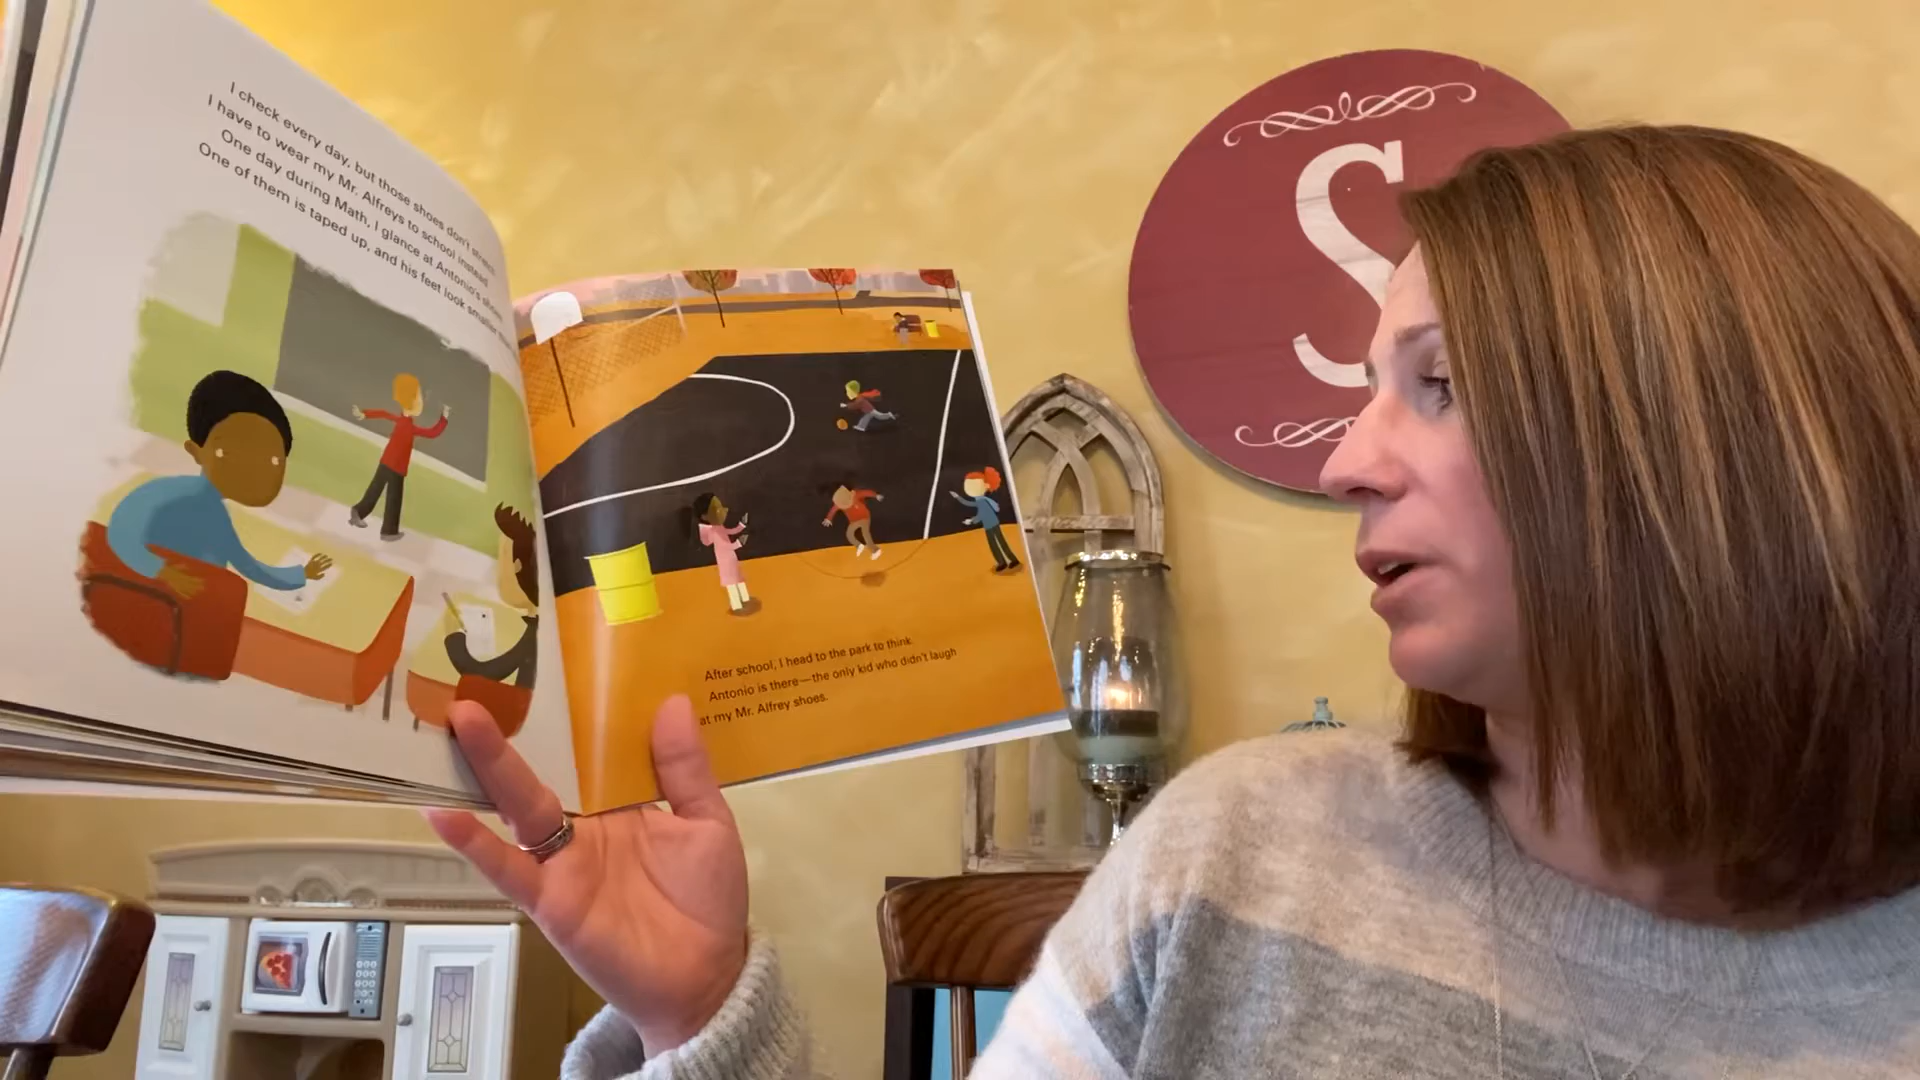 I check every day, but those shoes don't stretch.
I have to wear my Mr. Alfreys to school instead.
One day during Math, I glance at Antonio's shoes.
One of them is taped up, and his feet look smaller
After school, I head to the park to think.
Antonio is there—the only kid who didn't laugh
at my Mr. Alfrey shoes.
S